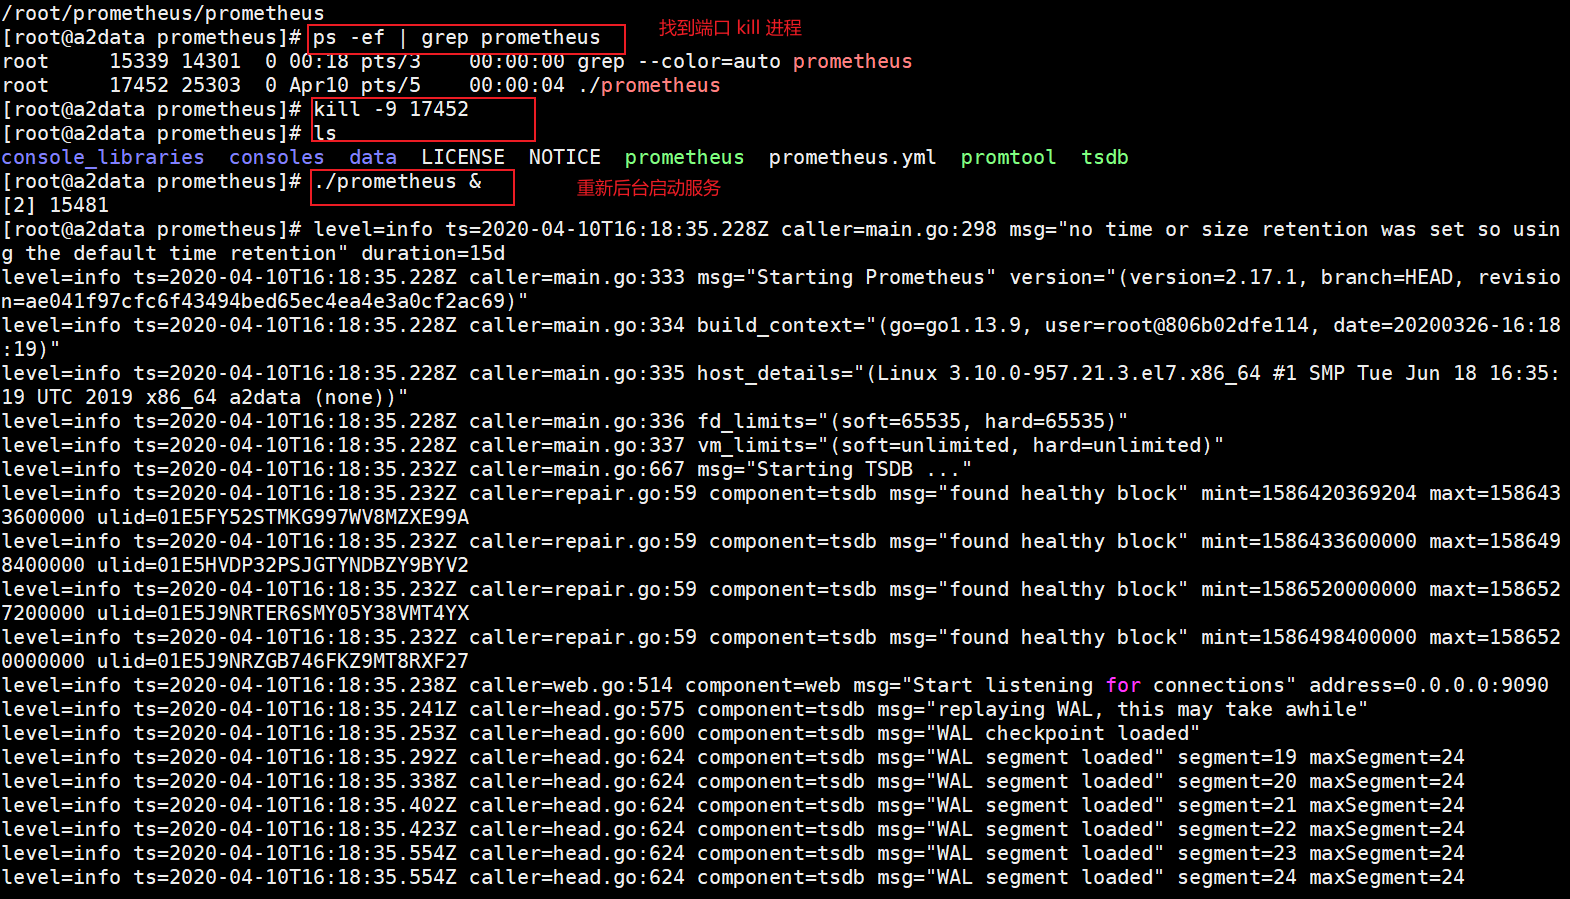 /root/prometheus/prometheus
[root@a2data prometheus]# ps -ef | grep prometheus 找到端口 kill 进程
root     15339 14301  0 00:18 pts/3    00:00:00 grep --color=auto prometheus
root     17452 25303  0 Apr10 pts/5    00:00:04 ./prometheus
[root@a2data prometheus]# kill -9 17452
[root@a2data prometheus]# ls
console_libraries  consoles  data  LICENSE  NOTICE  prometheus  prometheus.yml  promtool  tsdb
[root@a2data prometheus]# ./prometheus & 重新后台启动服务
[2] 15481
[root@a2data prometheus]# level=info ts=2020-04-10T16:18:35.228Z caller=main.go:298 msg="no time or size retention was set so usin
g the default time retention" duration=15d
level=info ts=2020-04-10T16:18:35.228Z caller=main.go:333 msg="Starting Prometheus" version="(version=2.17.1, branch=HEAD, revisio
n=ae041f97cfc6f43494bed65ec4ea4e3a0cf2ac69)"
level=info ts=2020-04-10T16:18:35.228Z caller=main.go:334 build_context="(go=go1.13.9, user=root@806b02dfe114, date=20200326-16:18
:19)"
level=info ts=2020-04-10T16:18:35.228Z caller=main.go:335 host_details="(Linux 3.10.0-957.21.3.el7.x86_64 #1 SMP Tue Jun 18 16:35:
19 UTC 2019 x86_64 a2data (none))"
level=info ts=2020-04-10T16:18:35.228Z caller=main.go:336 fd_limits="(soft=65535, hard=65535)"
level=info ts=2020-04-10T16:18:35.228Z caller=main.go:337 vm_limits="(soft=unlimited, hard=unlimited)"
level=info ts=2020-04-10T16:18:35.232Z caller=main.go:667 msg="Starting TSDB ..."
level=info ts=2020-04-10T16:18:35.232Z caller=repair.go:59 component=tsdb msg="found healthy block" mint=1586420369204 maxt=158643
3600000 ulid=01E5FY52STMKG997WV8MZXE99A
level=info ts=2020-04-10T16:18:35.232Z caller=repair.go:59 component=tsdb msg="found healthy block" mint=1586433600000 maxt=158649
8400000 ulid=01E5HVDP32PSJGTYNDBZY9BYV2
level=info ts=2020-04-10T16:18:35.232Z caller=repair.go:59 component=tsdb msg="found healthy block" mint=1586520000000 maxt=158652
7200000 ulid=01E5J9NRTER6SMY05Y38VMT4YX
level=info ts=2020-04-10T16:18:35.232Z caller=repair.go:59 component=tsdb msg="found healthy block" mint=1586498400000 maxt=158652
0000000 ulid=01E5J9NRZGB746FKZ9MT8RXF27
level=info ts=2020-04-10T16:18:35.238Z caller=web.go:514 component=web msg="Start listening for connections" address=0.0.0.0:9090
level=info ts=2020-04-10T16:18:35.241Z caller=head.go:575 component=tsdb msg="replaying WAL, this may take awhile"
level=info ts=2020-04-10T16:18:35.253Z caller=head.go:600 component=tsdb msg="WAL checkpoint loaded"
level=info ts=2020-04-10T16:18:35.292Z caller=head.go:624 component=tsdb msg="WAL segment loaded" segment=19 maxSegment=24
level=info ts=2020-04-10T16:18:35.338Z caller=head.go:624 component=tsdb msg="WAL segment loaded" segment=20 maxSegment=24
level=info ts=2020-04-10T16:18:35.402Z caller=head.go:624 component=tsdb msg="WAL segment loaded" segment=21 maxSegment=24
level=info ts=2020-04-10T16:18:35.423Z caller=head.go:624 component=tsdb msg="WAL segment loaded" segment=22 maxSegment=24
level=info ts=2020-04-10T16:18:35.554Z caller=head.go:624 component=tsdb msg="WAL segment loaded" segment=23 maxSegment=24
level=info ts=2020-04-10T16:18:35.554Z caller=head.go:624 component=tsdb msg="WAL segment loaded" segment=24 maxSegment=24